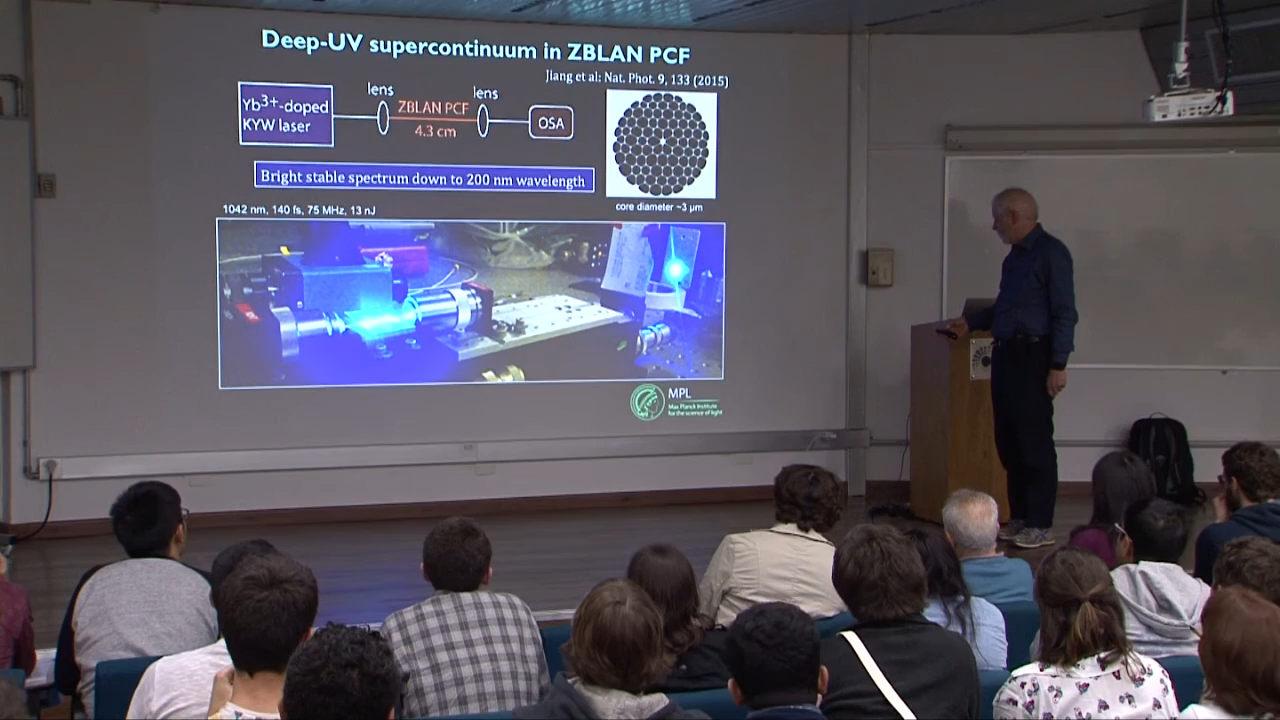 Deep-UV supercontinuum in ZBLAN PCF
Jiang et al: Nat. Phot. 9, 133 (2015)
Yb3+-doped
KYW laser
lens
ZBLAN PCF
4.3 cm
lens
OSA
Bright stable spectrum down to 200 nm wavelength
core diameter ~3 µm
1042 nm, 140 fs, 75 MHz, 13 nJ
MPL
Max Planck Institute
for the science of light